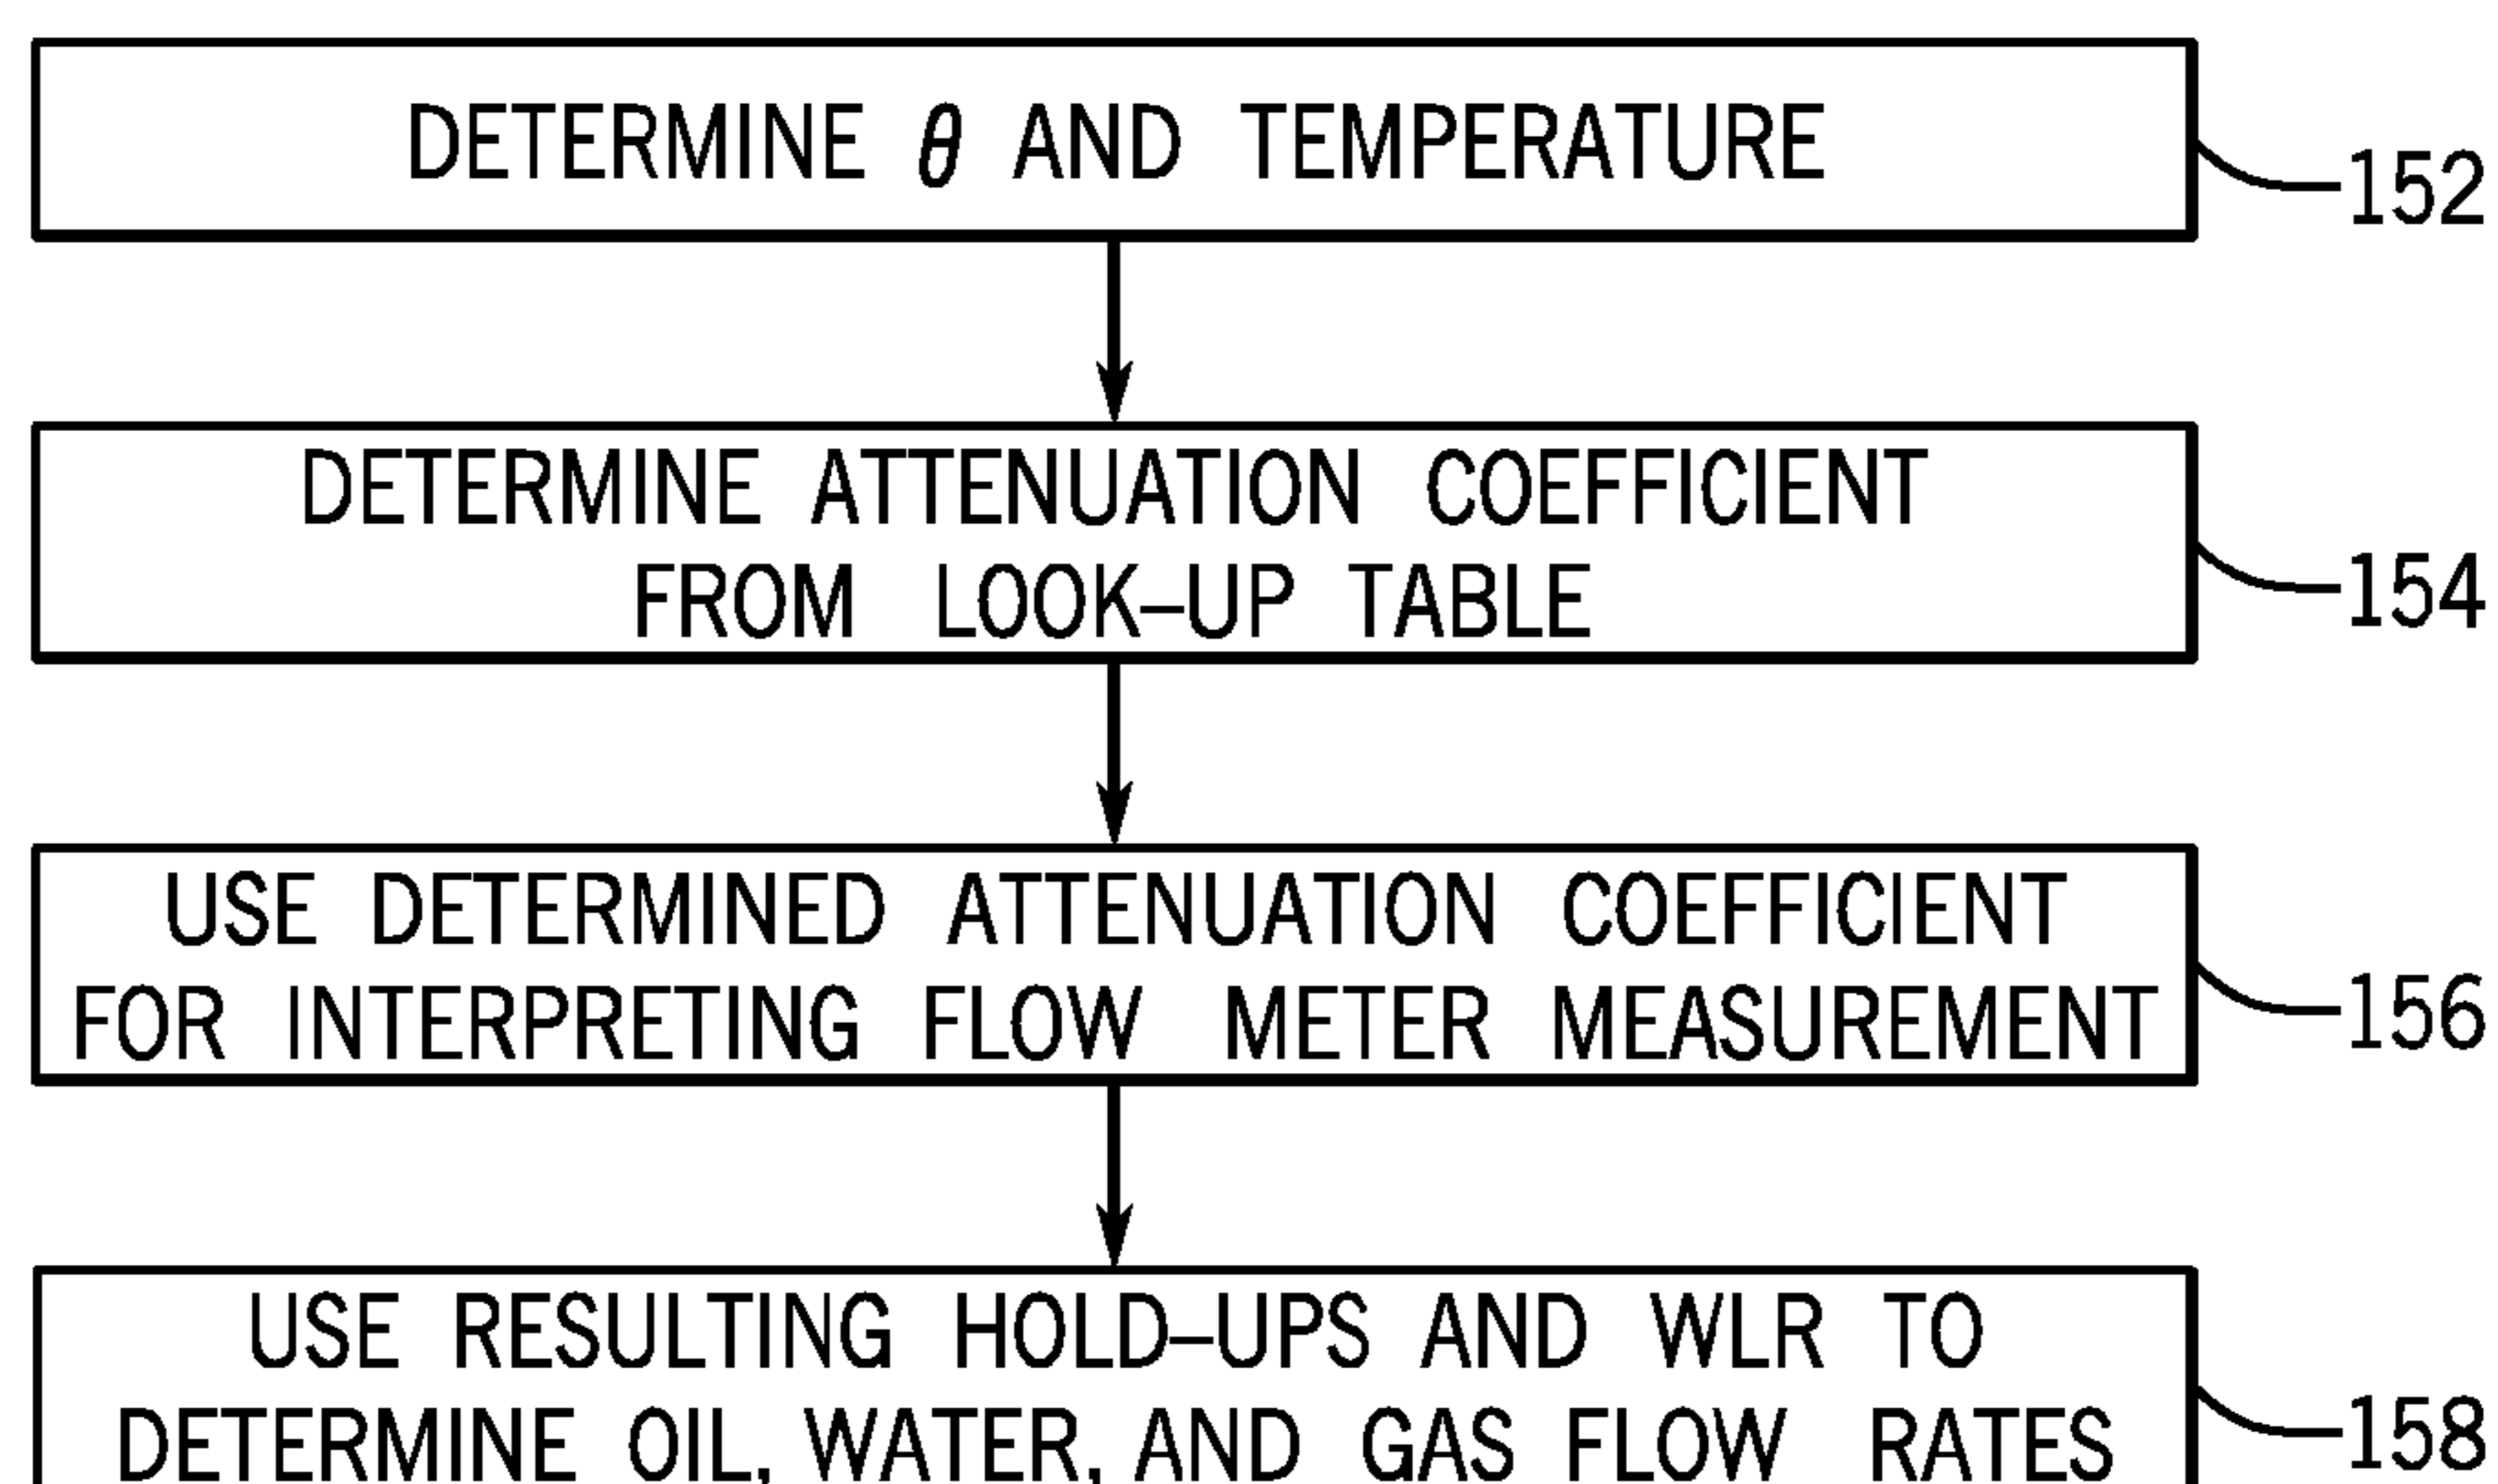 DETERMINE θ AND TEMPERATURE
152
DETERMINE ATTENUATION COEFFICIENT
FROM LOOK–UP TABLE
154
USE DETERMINED ATTENUATION COEFFICIENT
FOR INTERPRETING FLOW METER MEASUREMENT
156
USE RESULTING HOLD–UPS AND WLR TO
DETERMINE OIL, WATER, AND GAS FLOW RATES
158